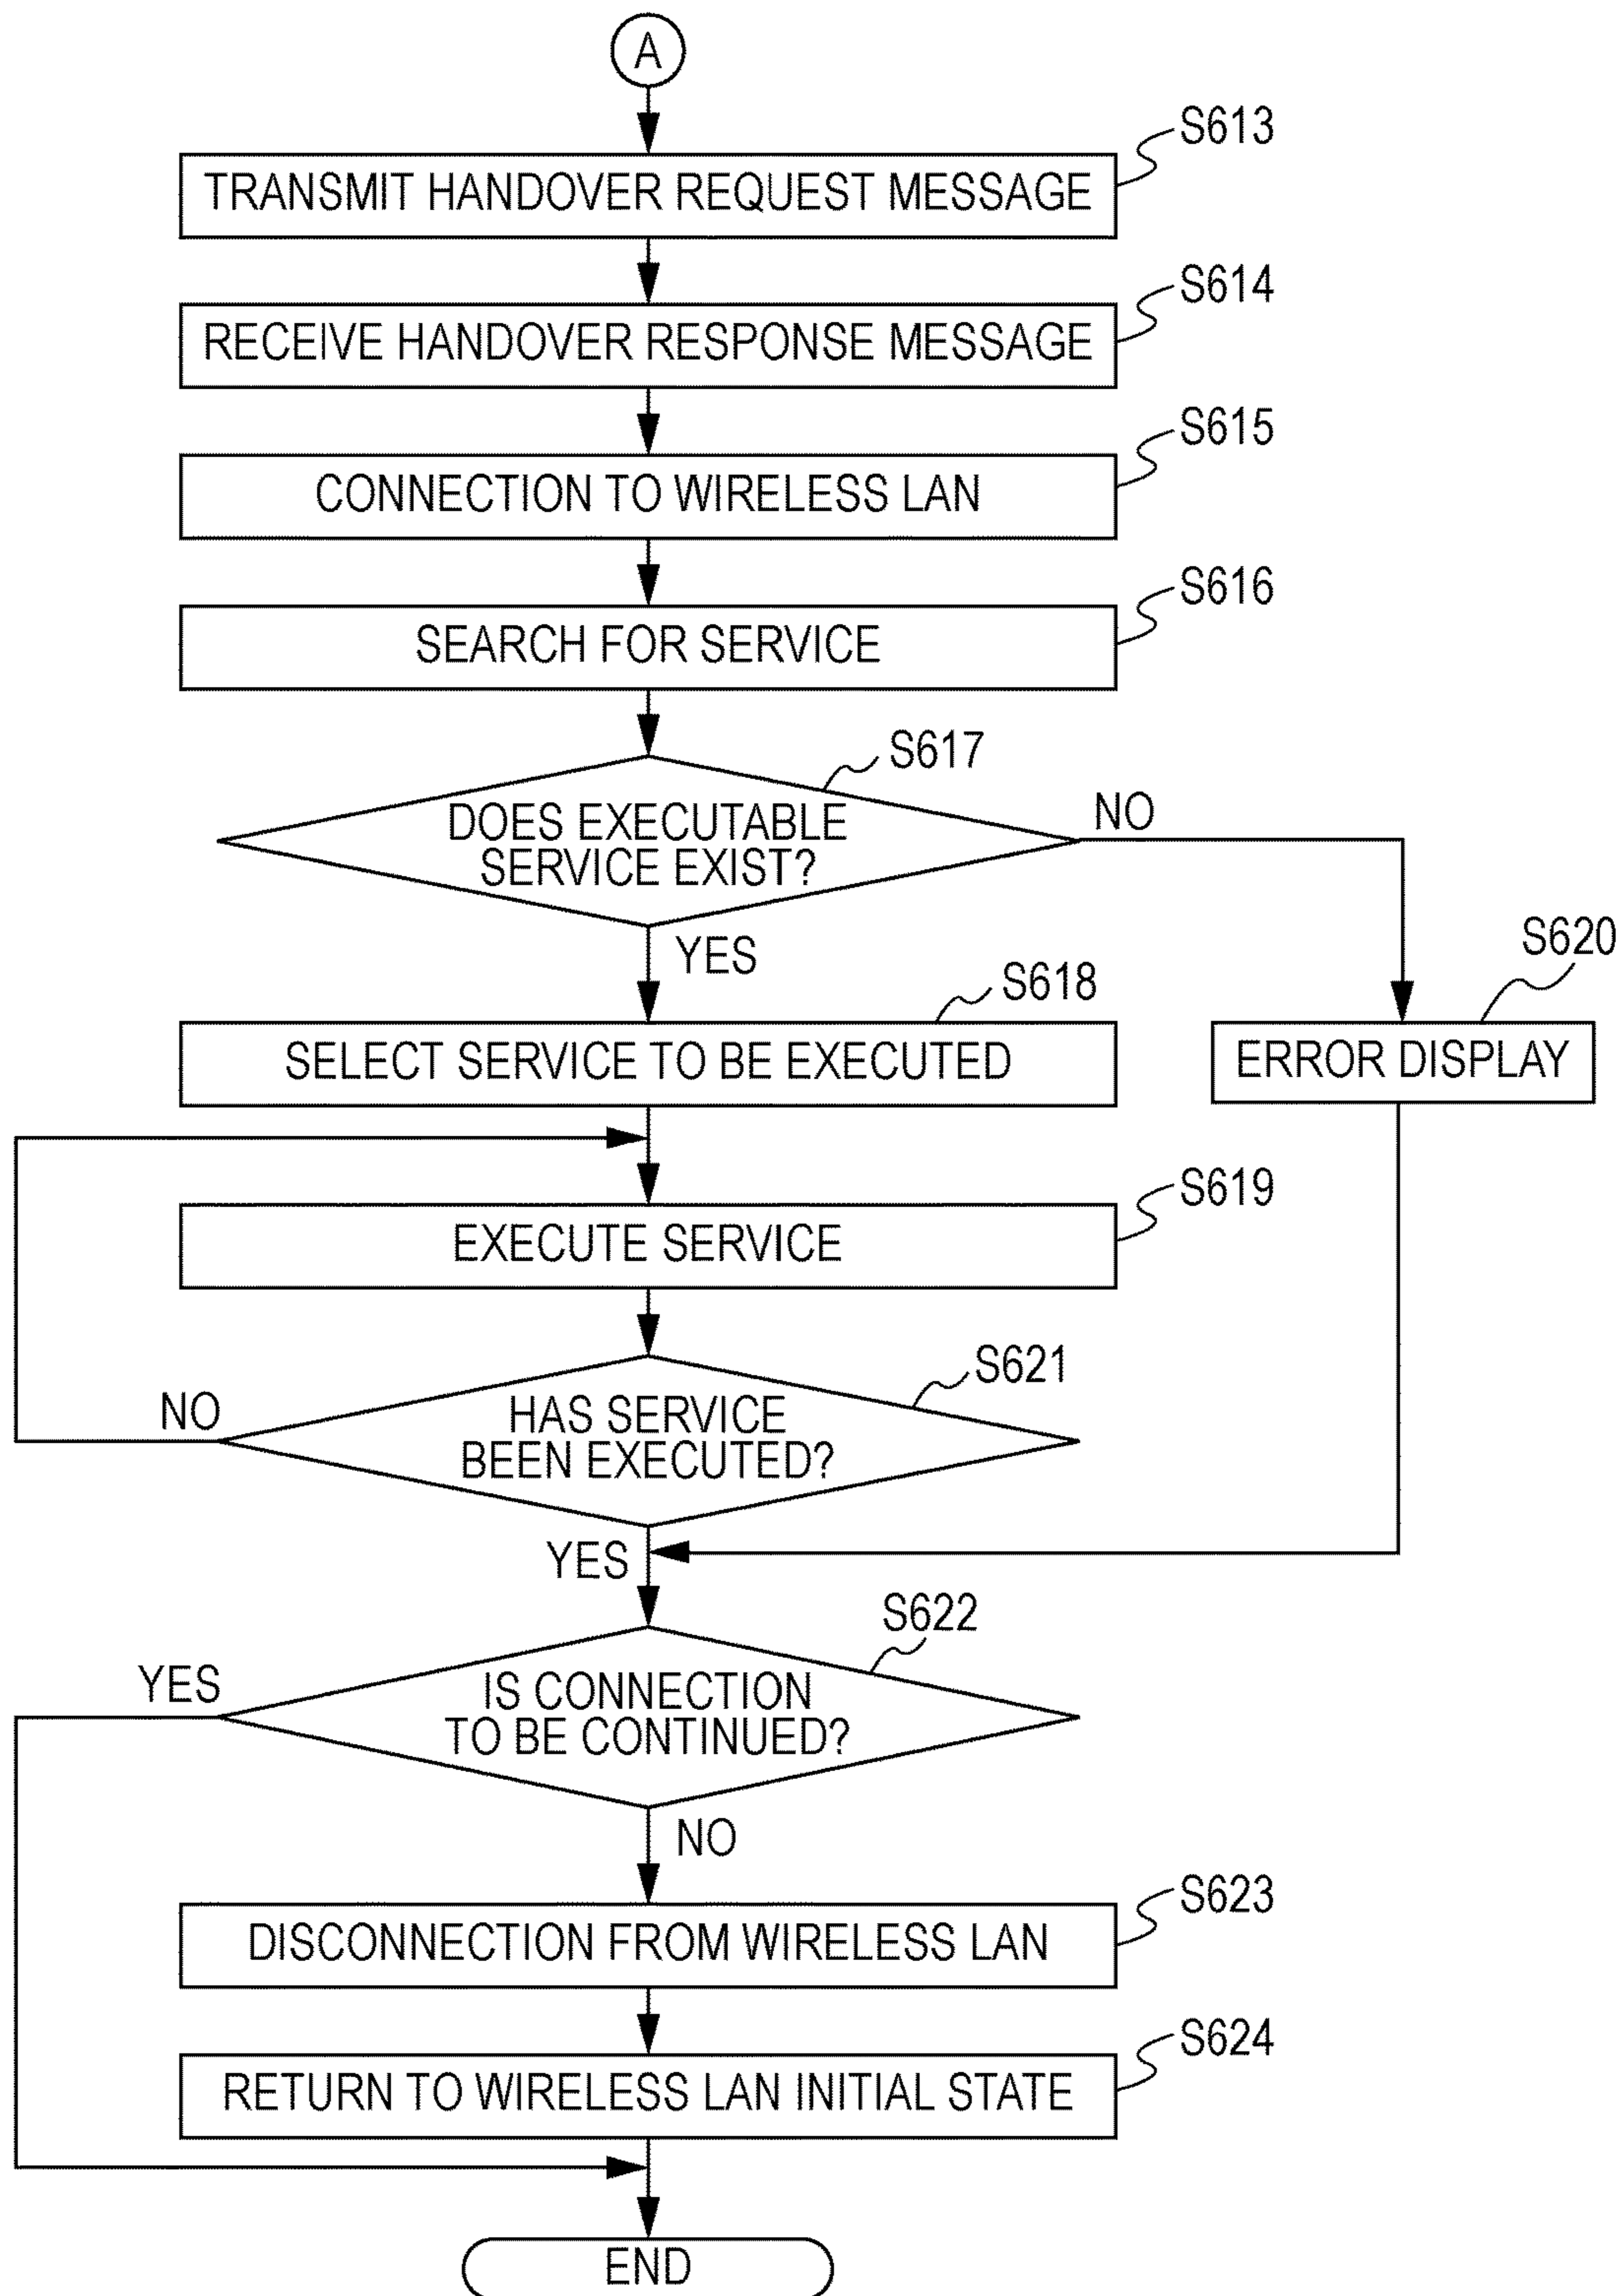 A
S613
TRANSMIT HANDOVER REQUEST MESSAGE
S614
RECEIVE HANDOVER RESPONSE MESSAGE
S615
CONNECTION TO WIRELESS LAN
S616
SEARCH FOR SERVICE
S617
DOES EXECUTABLE
SERVICE EXIST?
NO
YES
S618
SELECT SERVICE TO BE EXECUTED
S620
ERROR DISPLAY
S619
EXECUTE SERVICE
S621
HAS SERVICE
BEEN EXECUTED?
NO
YES
S622
IS CONNECTION
TO BE CONTINUED?
YES
NO
S623
DISCONNECTION FROM WIRELESS LAN
S624
RETURN TO WIRELESS LAN INITIAL STATE
END